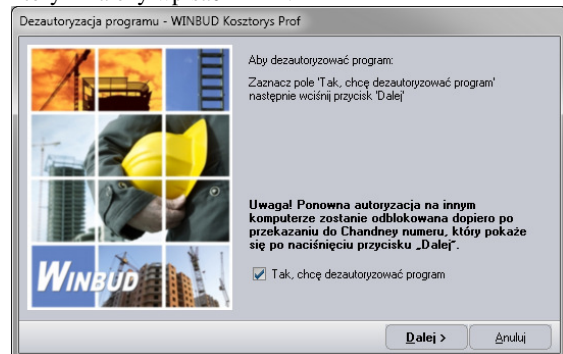 Dezautoryzacja programu - WINBUD Kosztorys Prof
Aby dezautoryzować program:
Zaznacz pole 'Tak, chcę dezautoryzować program'
następnie wciśnij przycisk 'Dalej'
Uwaga! Ponowna autoryzacja na innym
komputerze zostanie odblokowana dopiero po
przekazaniu do Chandney numeru, który pokaże
się po naciśnięciu przycisku „Dalej”.
Tak, chcę dezautoryzować program
WINBUD
Dalej >
Anuluj